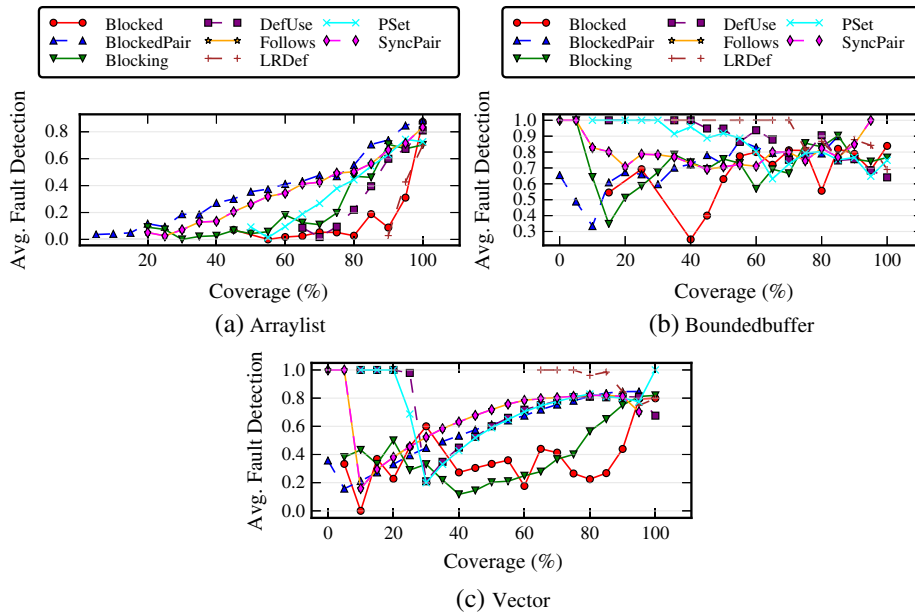 Blocked DefUse PSet
BlockedPair Follows SyncPair
Blocking LRDef
Blocked DefUse PSet
BlockedPair Follows SyncPair
Blocking LRDef
Avg. Fault Detection
0.8
0.6
0.4
0.2
0.0
20 40 60 80 100
Coverage (%)
(a) Arraylist
Avg. Fault Detection
1.0
0.9
0.8
0.7
0.6
0.5
0.4
0.3
0 20 40 60 80 100
Coverage (%)
(b) Boundedbuffer
Avg. Fault Detection
1.0
0.8
0.6
0.4
0.2
0.0
0 20 40 60 80 100
Coverage (%)
(c) Vector